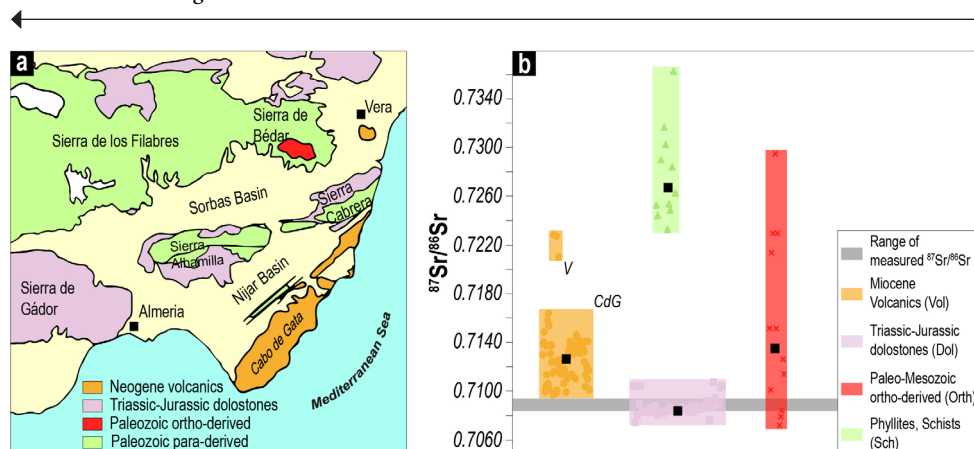 a
Sierra de los Filabres
Sierra de
Bédar
Vera
Sorbas Basin
Sierra
Cabrera
Sierra
Alhamilla
Sierra de
Gádor
Nijar Basin
Almeria
Cabo de Gata
Mediterranean Sea
Neogene volcanics
Triassic-Jurassic dolostones
Paleozoic ortho-derived
Paleozoic para-derived
b
87Sr/86Sr
0.7340
0.7300
0.7260
0.7220
0.7180
0.7140
0.7100
0.7060
V
CdG
Range of
measured 87Sr/86Sr
Miocene
Volcanics (Vol)
Triassic-Jurassic
dolostones (Dol)
Paleo-Mesozoic
ortho-derived (Orth)
Phyllites, Schists
(Sch)